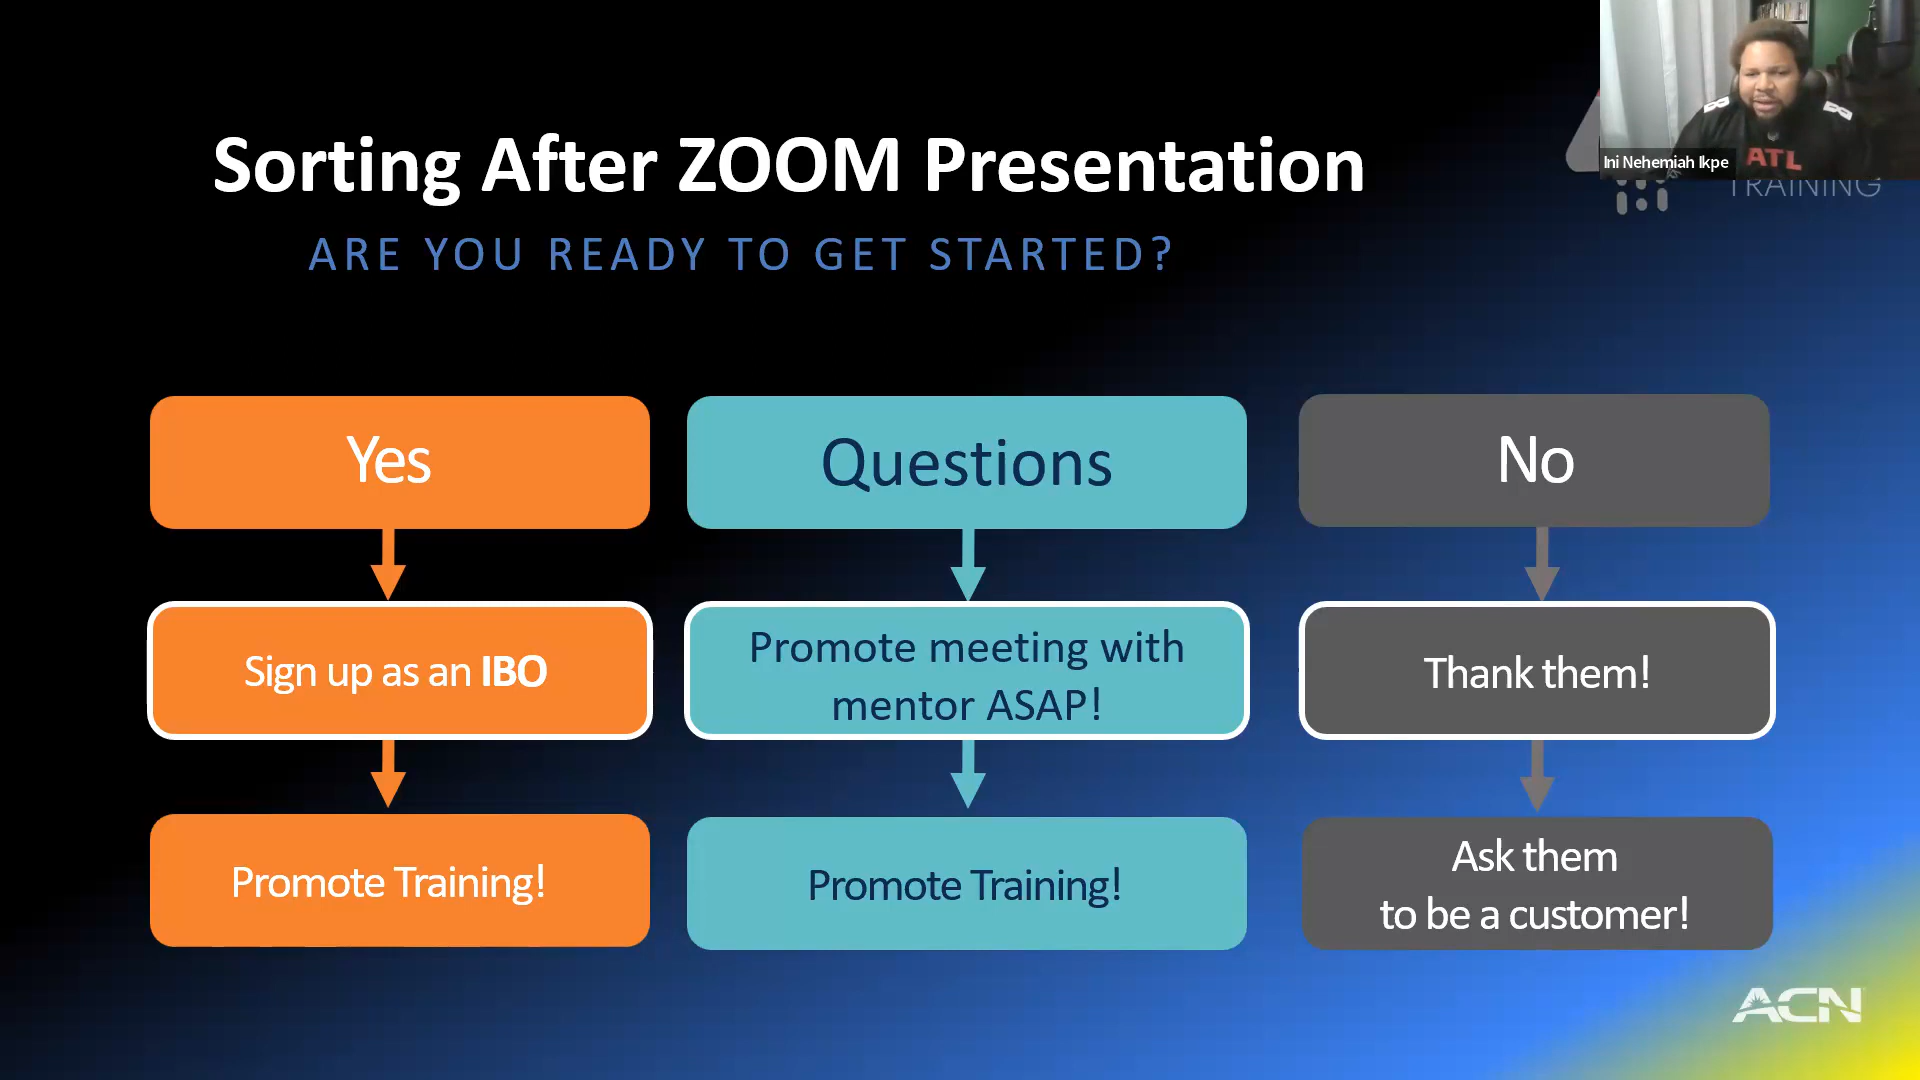 Sorting After ZOOM Presentation
ARE YOU READY TO GET STARTED?
Ini Nehemiah Ikpe
ATL
TRAINING
Yes
Questions
No
Sign up as an IBO
Promote meeting with
mentor ASAP!
Thank them!
Promote Training!
Promote Training!
Ask them
to be a customer!
ACN